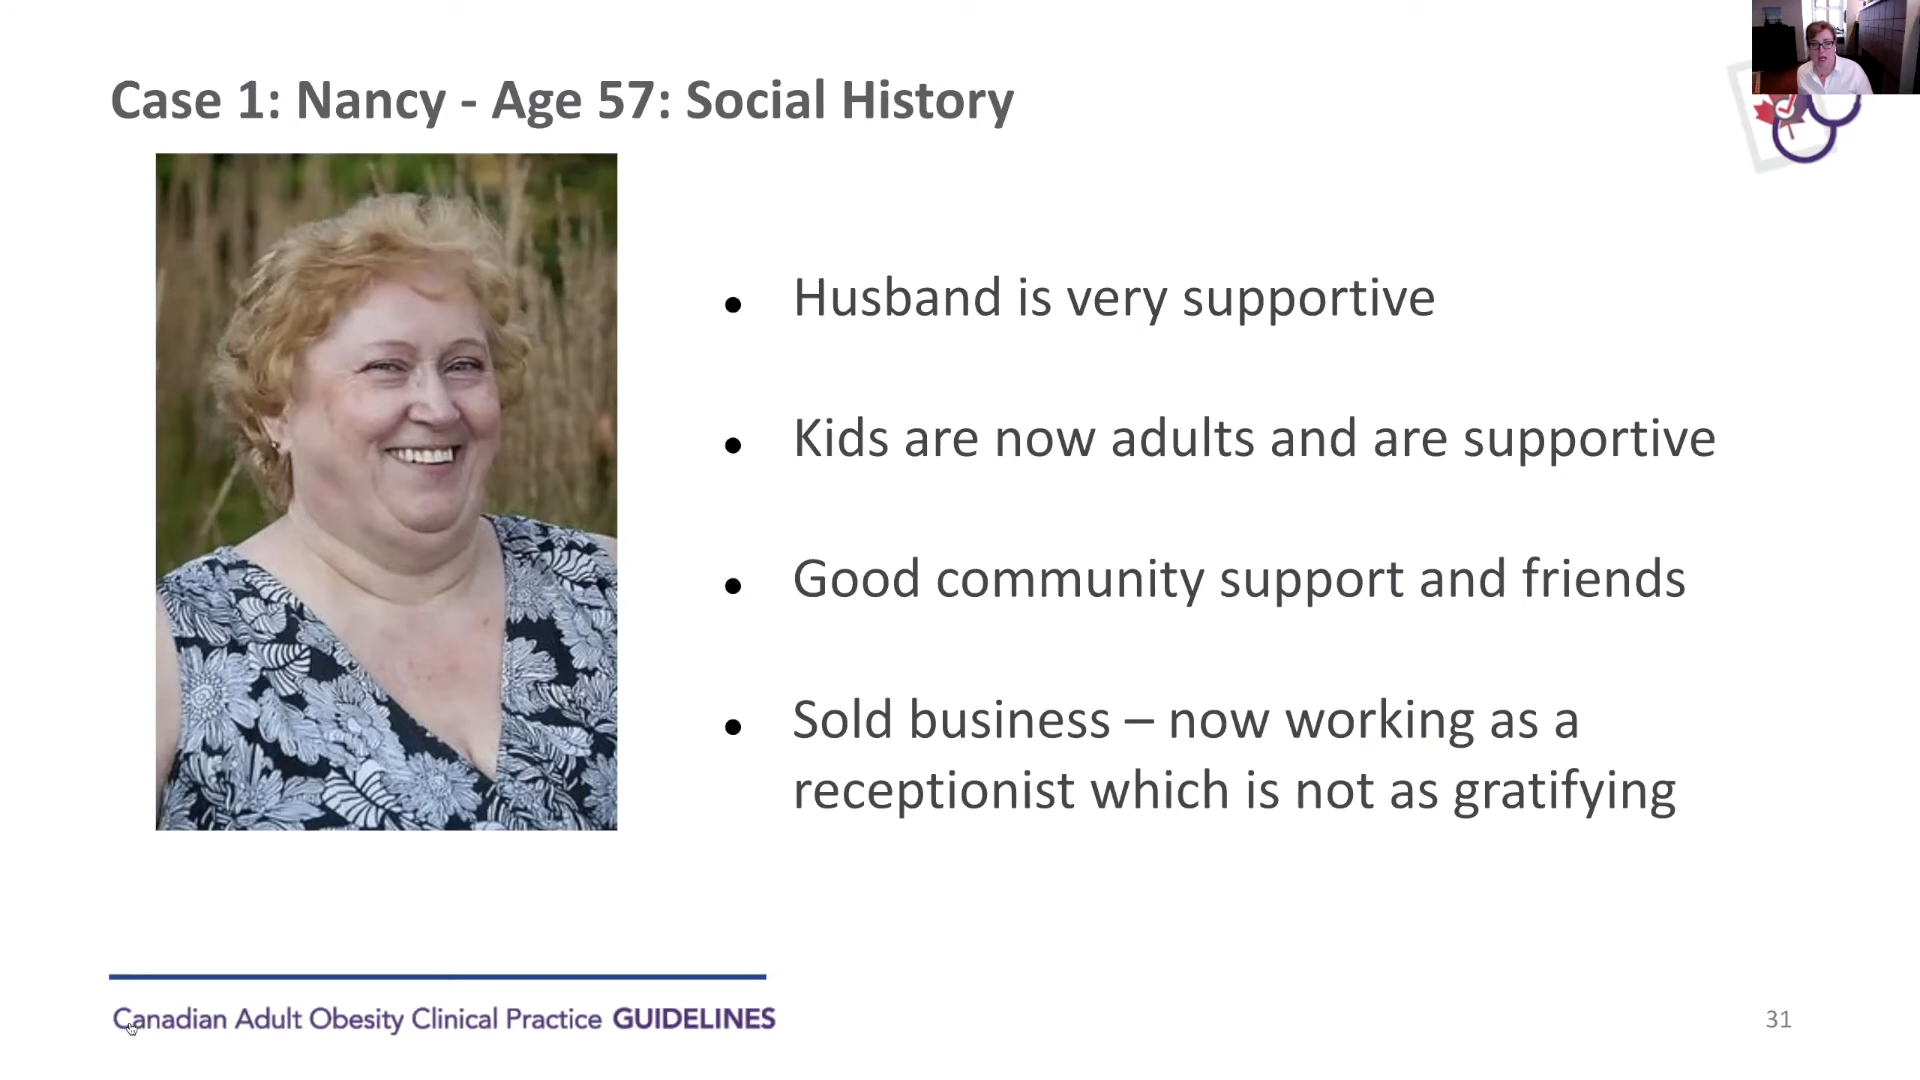 Case 1: Nancy - Age 57: Social History
● Husband is very supportive
● Kids are now adults and are supportive
● Good community support and friends
● Sold business – now working as a
receptionist which is not as gratifying
Canadian Adult Obesity Clinical Practice GUIDELINES
31